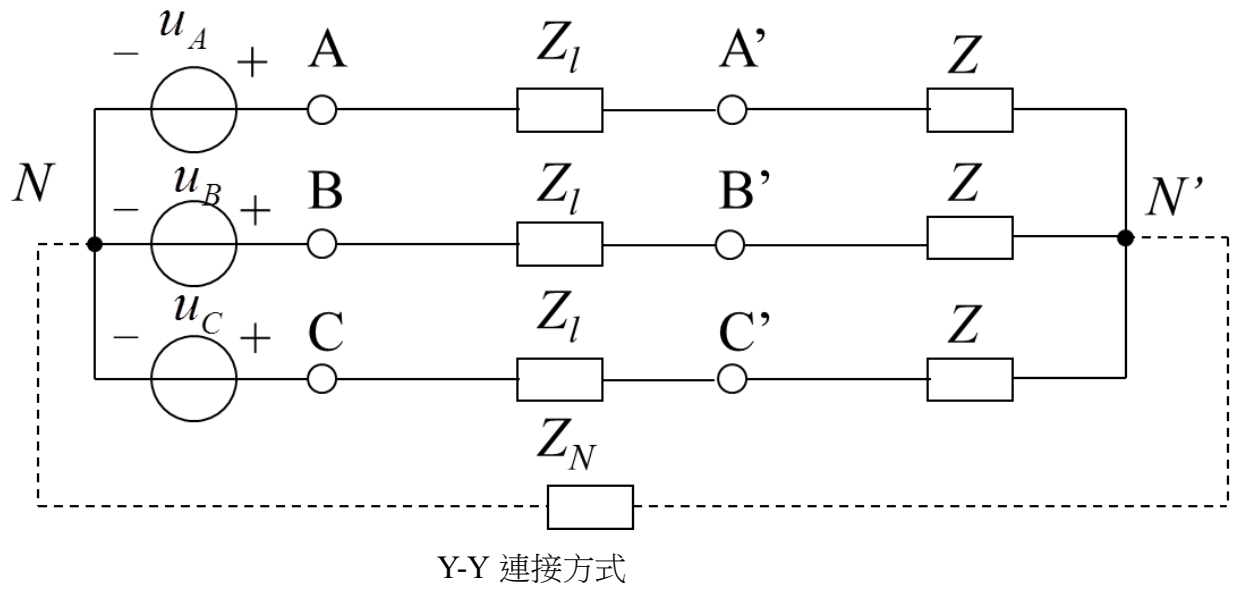 − u_A + A Z_l A’ Z
N − u_B + B Z_l B’ Z N’
− u_C + C Z_l C’ Z
Z_N
Y-Y 連接方式